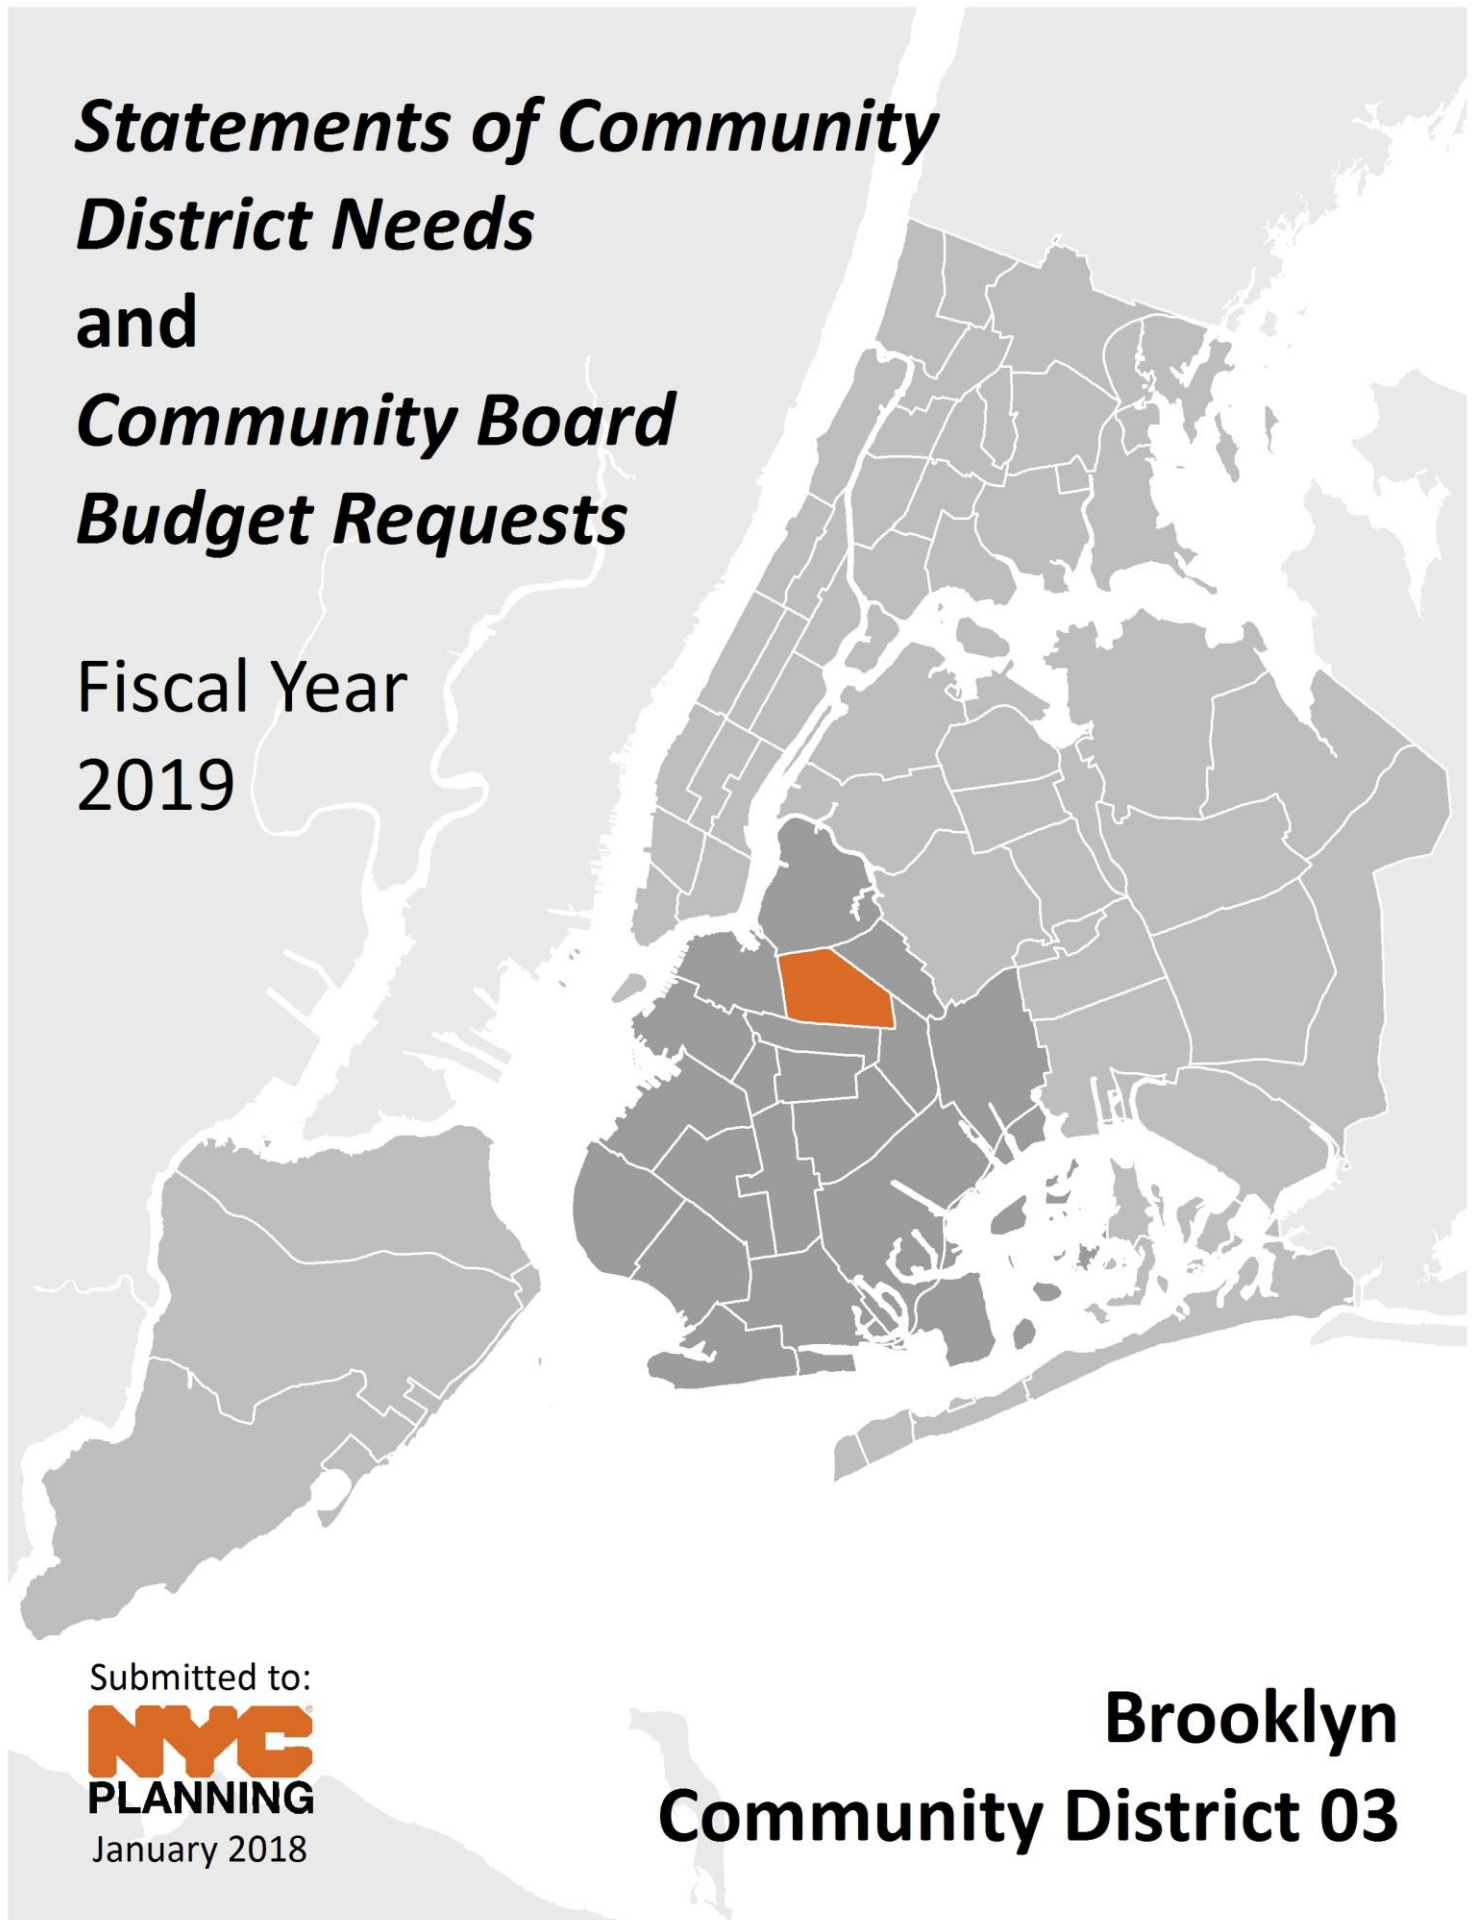 Statements of Community
District Needs
and
Community Board
Budget Requests
Fiscal Year
2019
Submitted to:
NYC
PLANNING
January 2018
Brooklyn
Community District 03